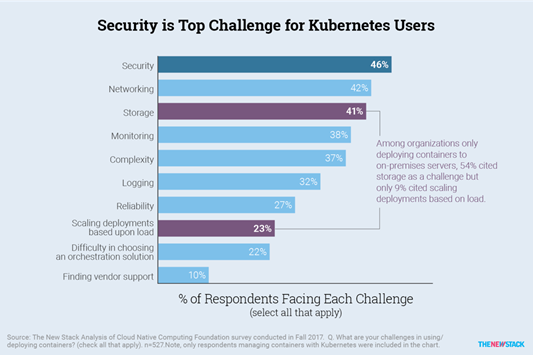 Security is Top Challenge for Kubernetes Users
Security
46%
Networking
42%
Storage
41%
Monitoring
38%
Complexity
37%
Logging
32%
Reliability
27%
Scaling deployments
based upon load
23%
Difficulty in choosing
an orchestration solution
22%
Finding vendor support
10%
Among organizations only
deploying containers to
on-premises servers, 54% cited
storage as a challenge but
only 9% cited scaling
deployments based on load.
% of Respondents Facing Each Challenge
(select all that apply)
Source: The New Stack Analysis of Cloud Native Computing Foundation survey conducted in Fall 2017. Q. What are your challenges in using/
deploying containers? (check all that apply). n=527.Note, only respondents managing containers with Kubernetes were included in the chart.
THENEWSTACK